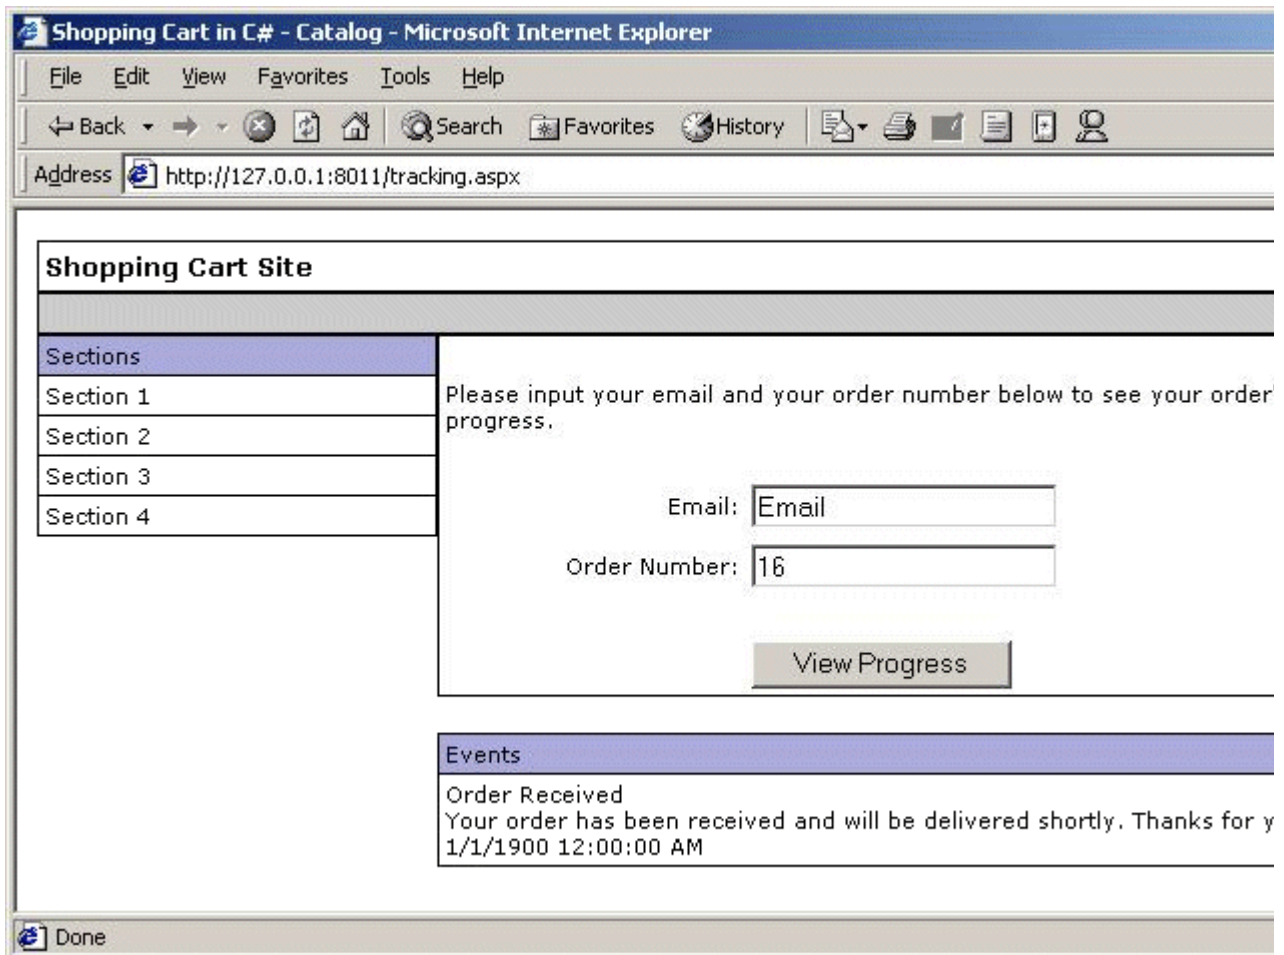 Shopping Cart in C# - Catalog - Microsoft Internet Explorer
File Edit View Favorites Tools Help
Back Search Favorites History
Address http://127.0.0.1:8011/tracking.aspx
Shopping Cart Site
Sections
Section 1
Section 2
Section 3
Section 4
Please input your email and your order number below to see your order'
progress.
Email: Email
Order Number: 16
View Progress
Events
Order Received
Your order has been received and will be delivered shortly. Thanks for
1/1/1900 12:00:00 AM
Done